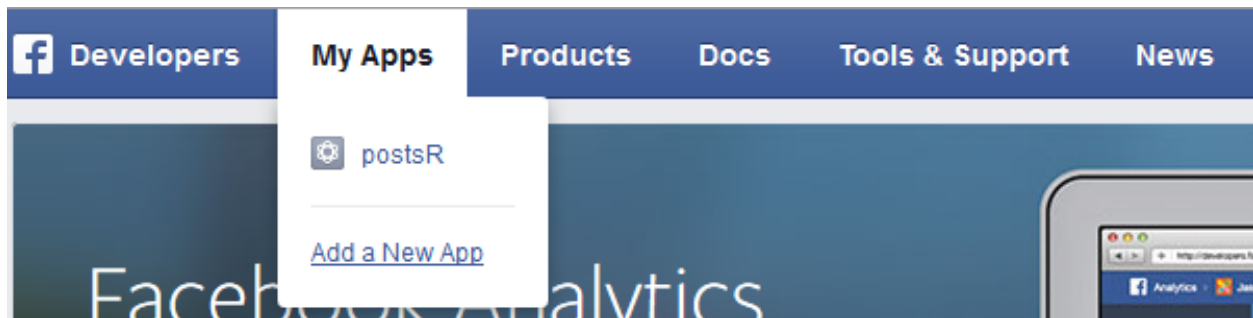 f Developers My Apps Products Docs Tools & Support News
postsR
Add a New App
Facebook Analytics
Analytics